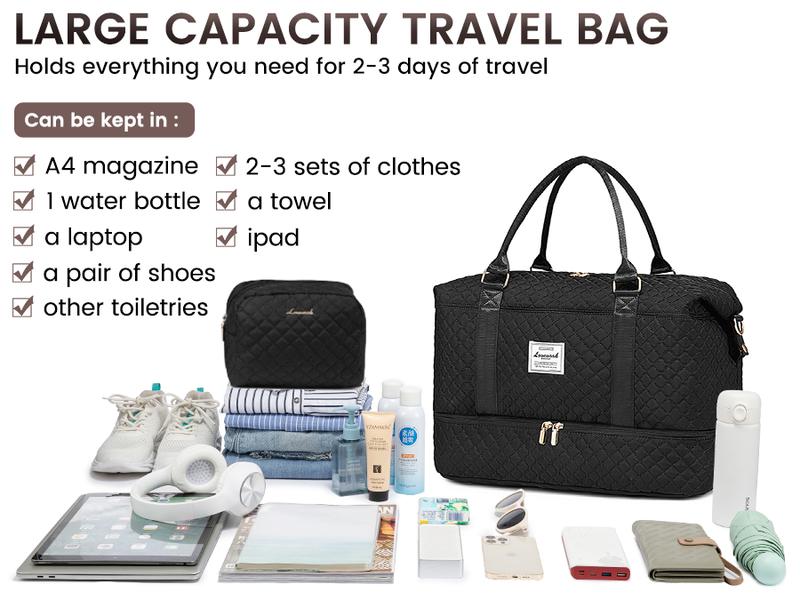 LARGE CAPACITY TRAVEL BAG
Holds everything you need for 2-3 days of travel
Can be kept in :
A4 magazine
2-3 sets of clothes
1 water bottle
a towel
a laptop
ipad
a pair of shoes
other toiletries